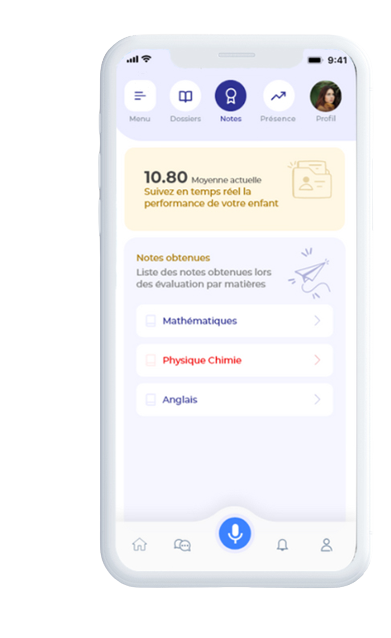 9:41
Menu
Dossiers
Notes
Présence
Profil
10.80 Moyenne actuelle
Suivez en temps réel la
performance de votre enfant
Notes obtenues
Liste des notes obtenues lors
des évaluation par matières
Mathématiques
Physique Chimie
Anglais